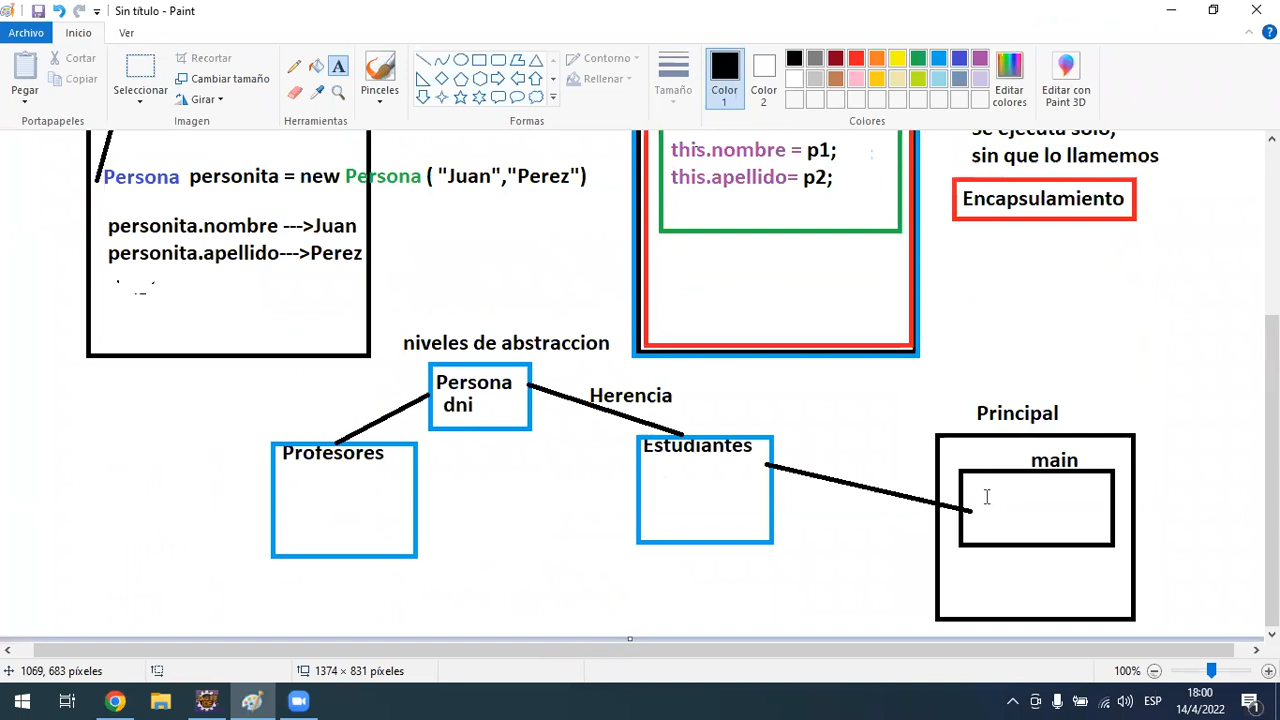 Sin título - Paint
Archivo
Inicio
Ver
Pegar
Cortar
Copiar
Portapapeles
Seleccionar
Recortar
Cambiar tamaño
Girar
Imagen
A
Herramientas
Pinceles
Contorno
Rellenar
Formas
Tamaño
Color
1
Color
2
Editar
colores
Editar con
Paint 3D
Colores
this.nombre = p1;
this.apellido= p2;
;
se ejecuta solo,
sin que lo llamemos
Encapsulamiento
Persona personita = new Persona ( "Juan","Perez")
personita.nombre --->Juan
personita.apellido--->Perez
niveles de abstraccion
Persona
dni
Herencia
Profesores
Estudiantes
Principal
main
1069, 683 píxeles
1374 × 831 píxeles
100%
ESP
18:00
14/4/2022
1